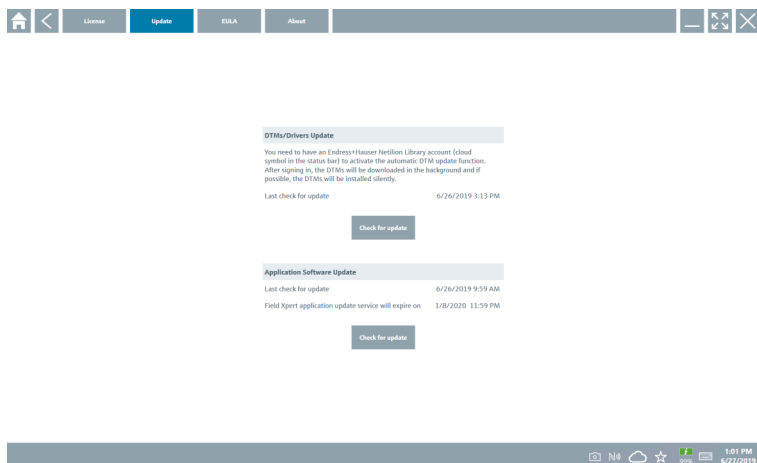 License Update EULA About
DTMs/Drivers Update
You need to have an Endress+Hauser Netilion Library account (cloud
symbol in the status bar) to activate the automatic DTM update function.
After signing in, the DTMs will be downloaded in the background and if
possible, the DTMs will be installed silently.
Last check for update 6/26/2019 3:13 PM
Check for update
Application Software Update
Last check for update 6/26/2019 9:59 AM
Field Xpert application update service will expire on 1/8/2020 11:59 PM
Check for update
1:01 PM
99% 6/27/2019